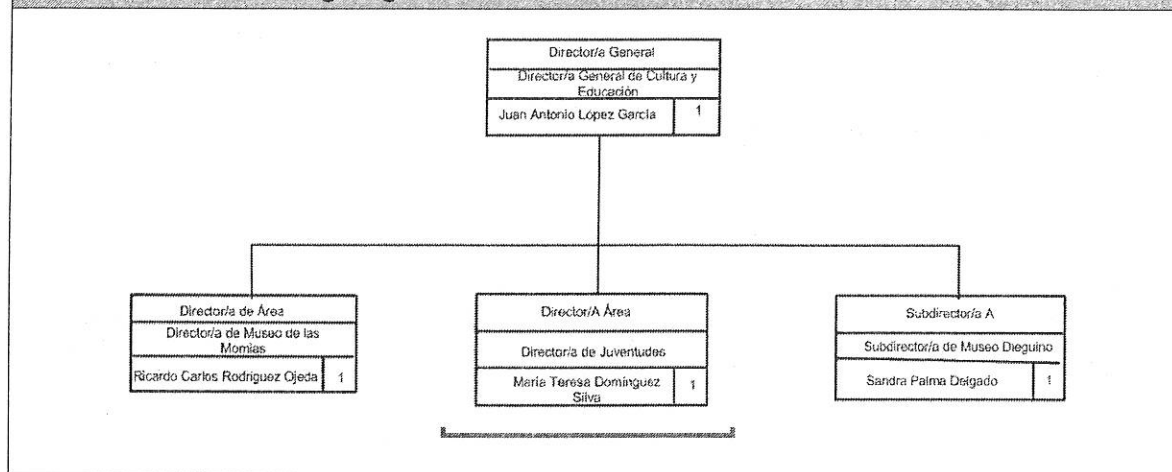 Director/a General
Director/a General de Cultura y
Educación
Juan Antonio López García 1
Director/a de Área
Director/a de Museo de las
Momias
Ricardo Carlos Rodriguez Ojeda 1
Director/A Área
Director/a de Juventudes
María Teresa Domínguez
Silva
1
Subdirector/a A
Subdirector/a de Museo Dieguino
Sandra Palma Delgado 1